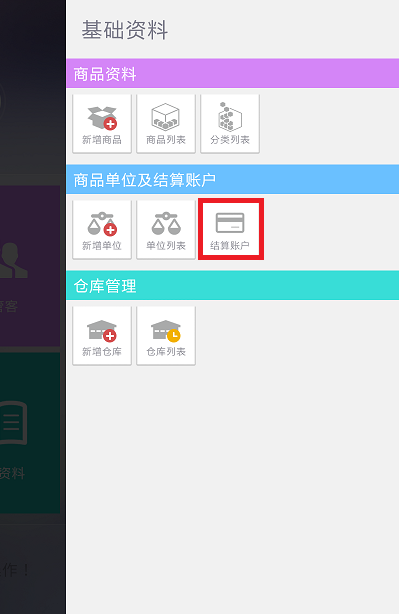 基础资料
商品资料
新增商品
商品列表
分类列表
商品单位及结算账户
新增单位
单位列表
结算账户
仓库管理
新增仓库
仓库列表
客
资料
作！